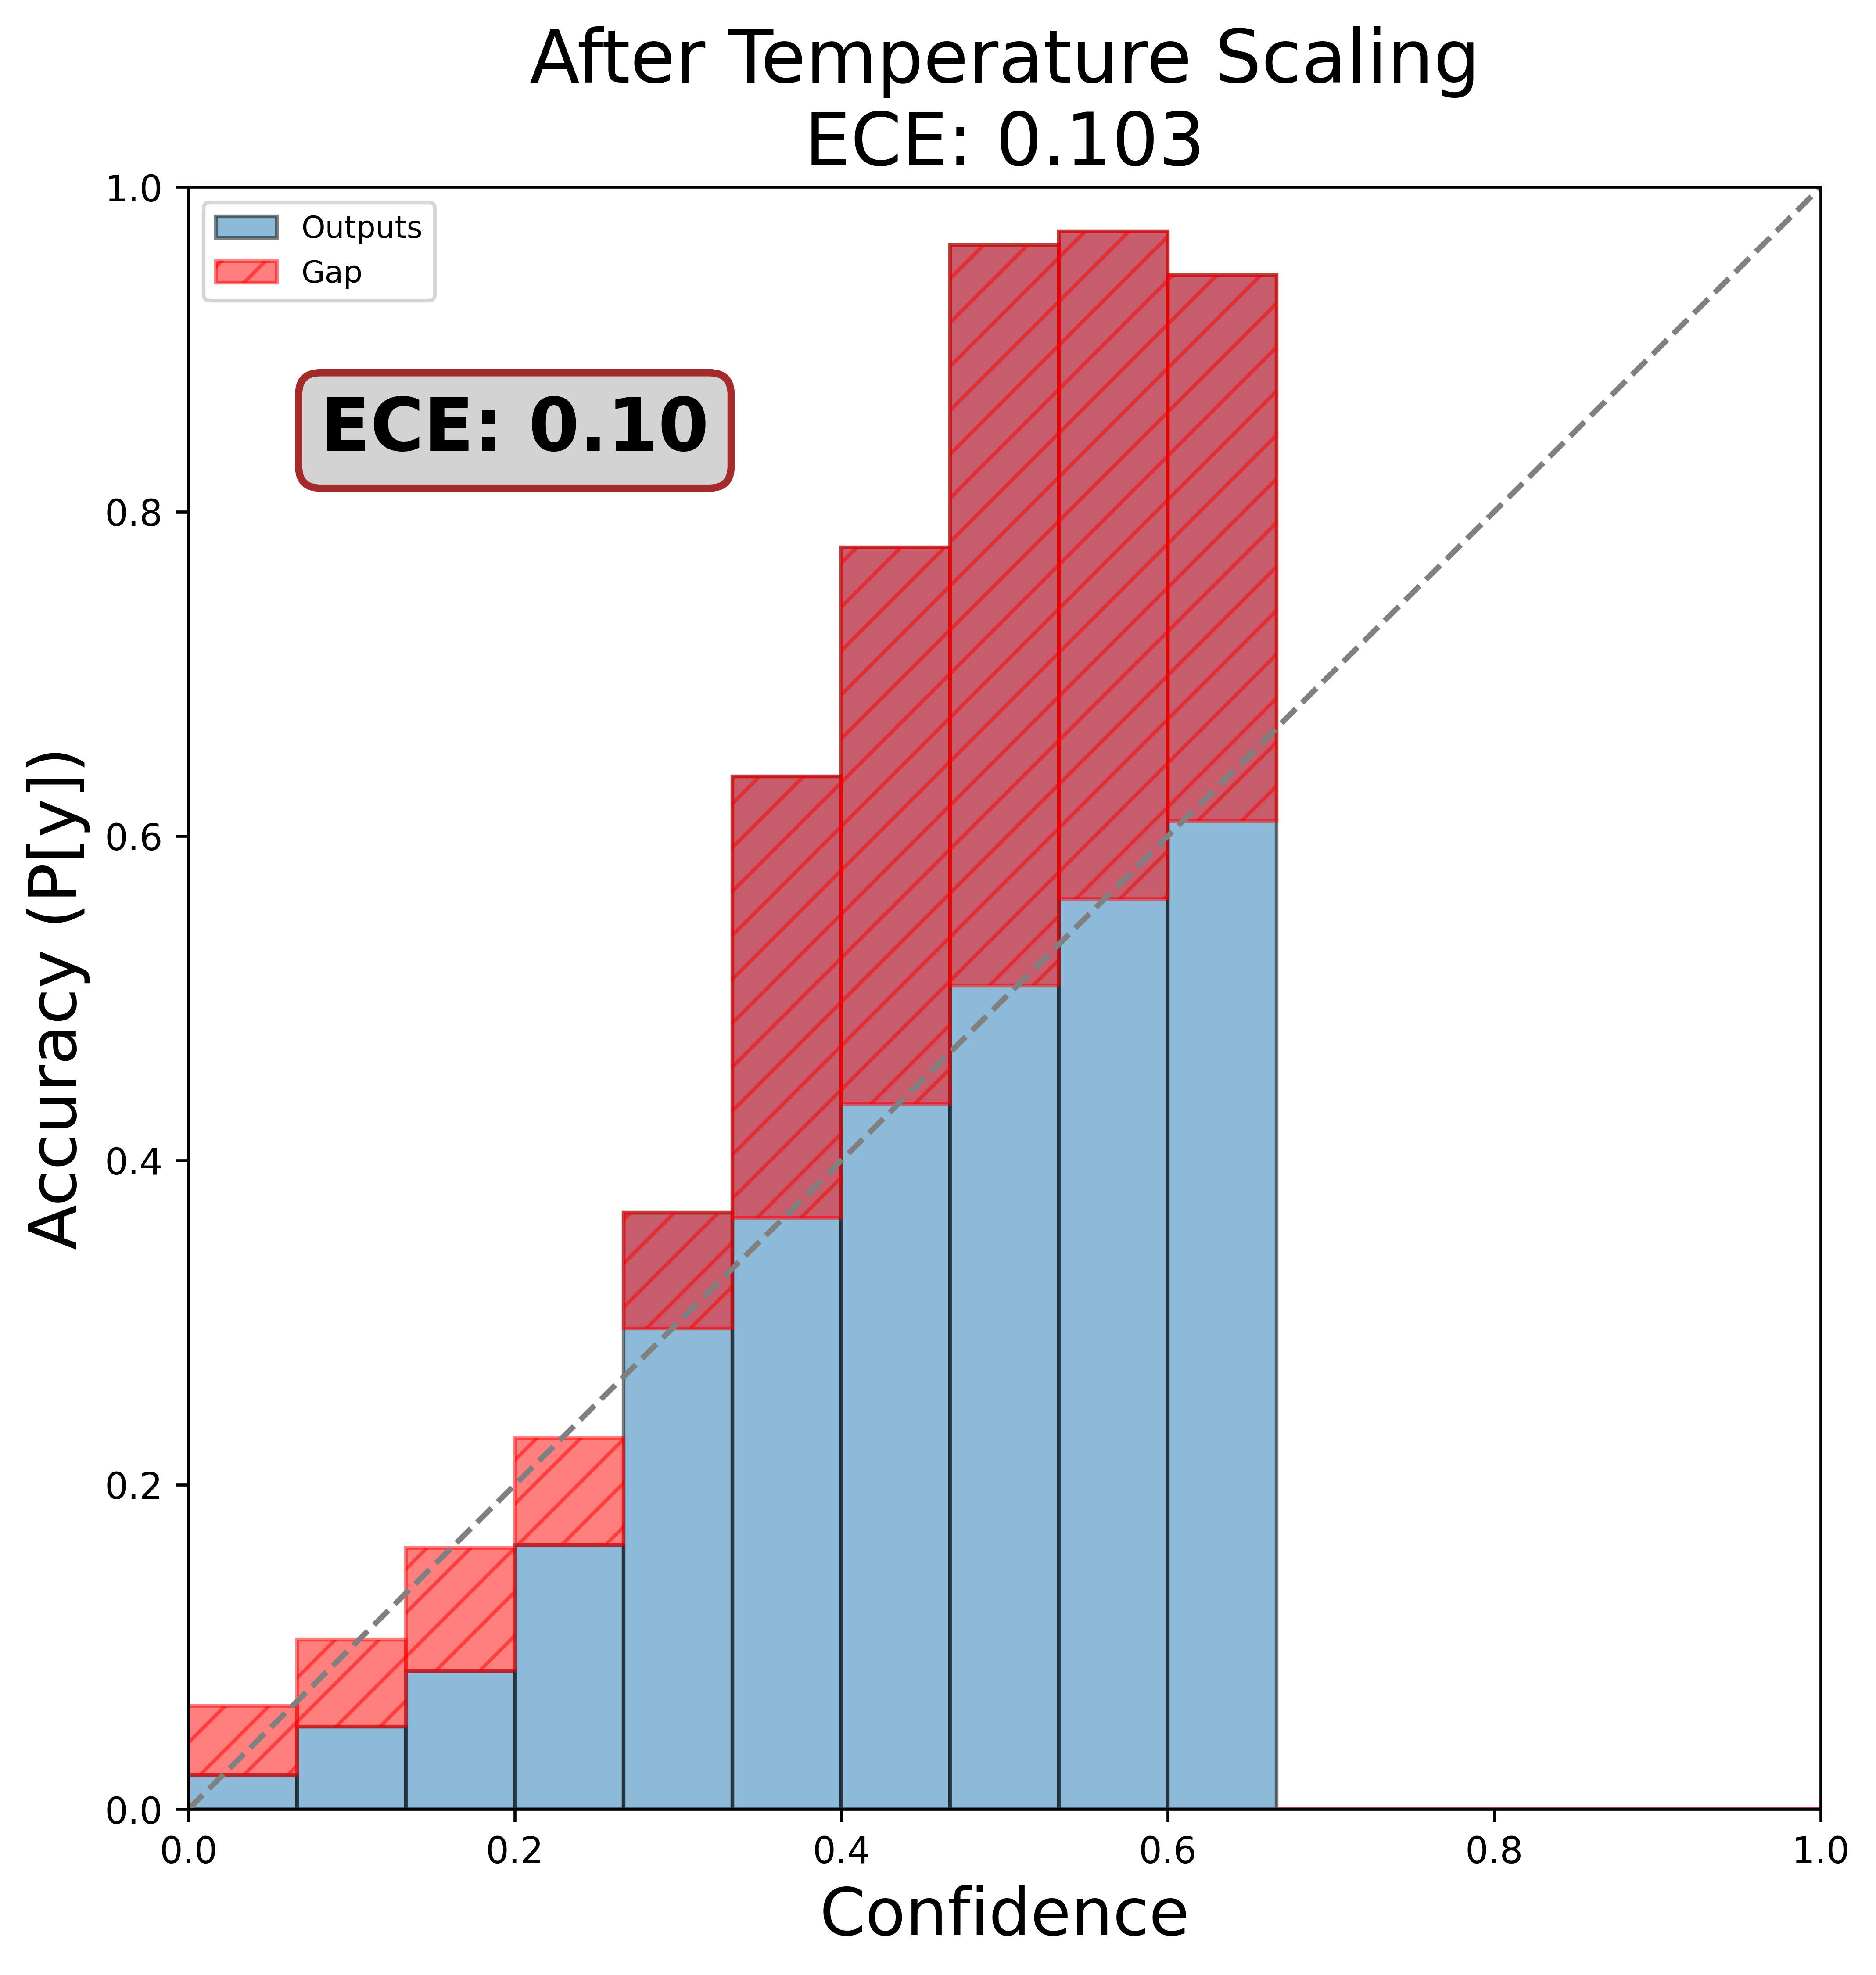 After Temperature Scaling
ECE: 0.103
1.0
Outputs
Gap
ECE: 0.10
0.8
0.6
0.4
0.2
0.0
Accuracy (P[y])
0.0 0.2 0.4 0.6 0.8 1.0
Confidence